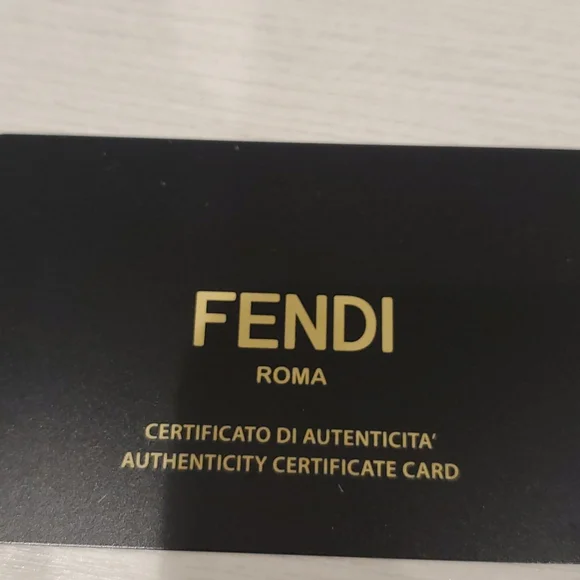 FENDI
ROMA
CERTIFICATO DI AUTENTICITA'
AUTHENTICITY CERTIFICATE CARD